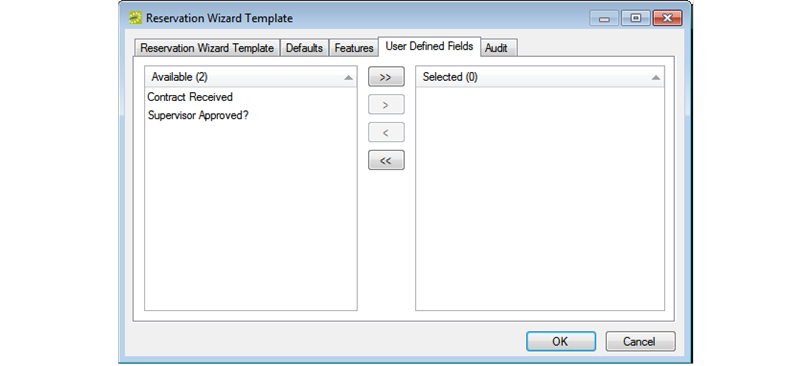 Reservation Wizard Template
Reservation Wizard Template Defaults Features User Defined Fields Audit
Available (2) >> Selected (0)
Contract Received >
Supervisor Approved?
<
<<
OK Cancel